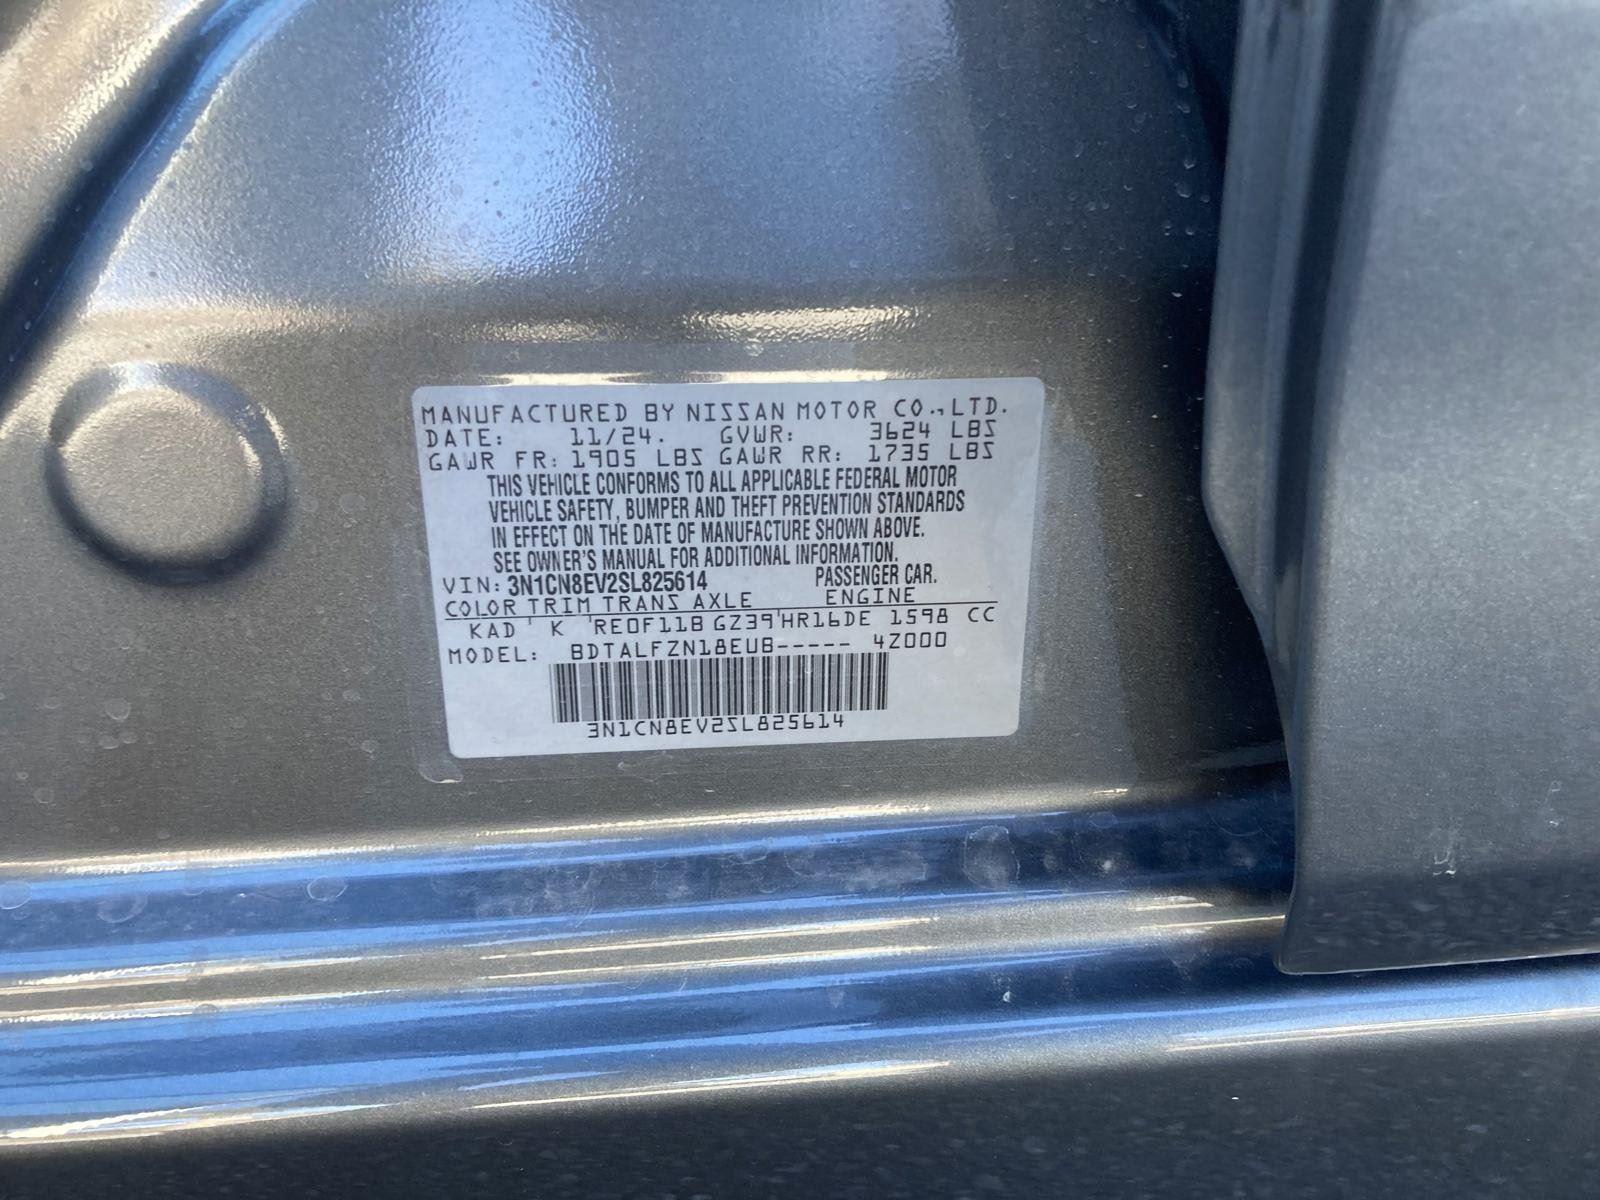 MANUFACTURED BY NISSAN MOTOR CO.,LTD.
DATE: 11/24. GVWR: 3624 LBS
GAWR FR: 1905 LBS GAWR RR: 1735 LBS
THIS VEHICLE CONFORMS TO ALL APPLICABLE FEDERAL MOTOR
VEHICLE SAFETY, BUMPER AND THEFT PREVENTION STANDARDS
IN EFFECT ON THE DATE OF MANUFACTURE SHOWN ABOVE.
SEE OWNER'S MANUAL FOR ADDITIONAL INFORMATION.
VIN: 3N1CN8EV2SL825614 PASSENGER CAR.
COLOR TRIM TRANS AXLE ENGINE
KAD ' K 'RE0F11B GZ39'HR16DE 1598 CC
MODEL: BDTALFZN18EUB----- 4Z000
3N1CN8EV2SL825614